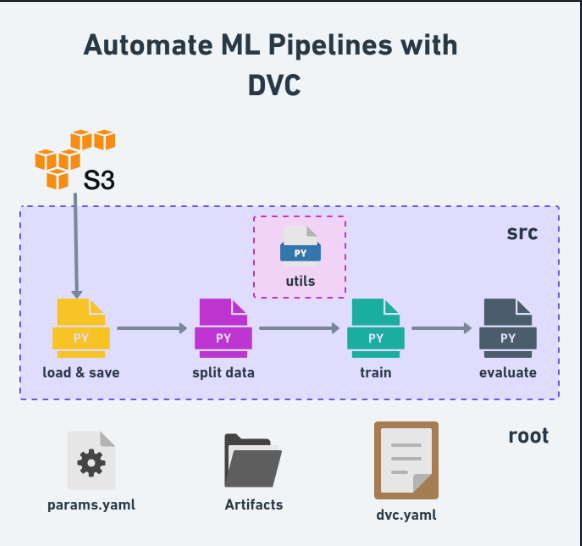 Automate ML Pipelines with
DVC
S3
src
PY
utils
PY
PY
PY
PY
load & save
split data
train
evaluate
root
params.yaml
Artifacts
dvc.yaml